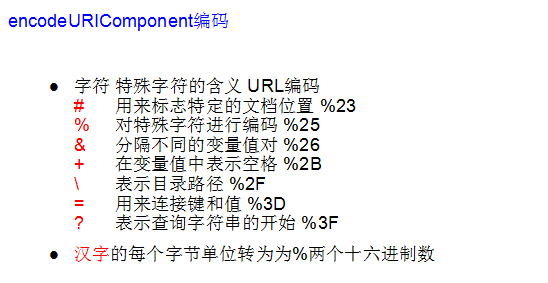 encodeURIComponent编码
● 字符 特殊字符的含义 URL编码
# 用来标志特定的文档位置 %23
% 对特殊字符进行编码 %25
& 分隔不同的变量值对 %26
+ 在变量值中表示空格 %2B
\ 表示目录路径 %2F
= 用来连接键和值 %3D
? 表示查询字符串的开始 %3F
● 汉字的每个字节单位转为为%两个十六进制数